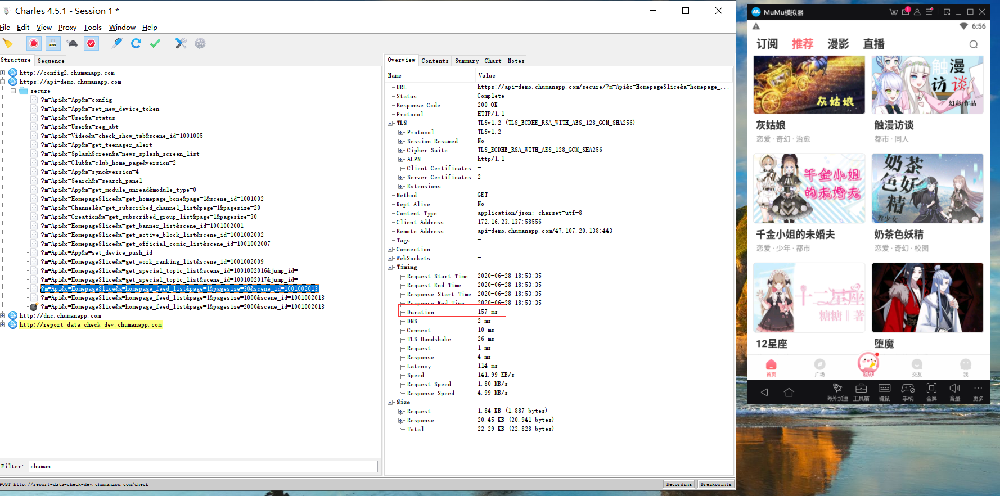 Charles 4.5.1 - Session 1 *
File Edit View Proxy Tools Window Help
Structure Sequence
http://config2.chumanapp.com
https://api-demo.chumanapp.com
secure
?m=Api&c=App&a=config
?m=Api&c=App&a=set_new_device_token
?m=Api&c=User&a=status
?m=Api&c=User&a=reg_abt
?m=Api&c=Video&a=check_show_tab&scene_id=1001005
?m=Api&c=App&a=get_teenager_alert
?m=Api&c=SplashScreen&a=news_splash_screen_list
?m=Api&c=Club&a=club_home_page&version=2
?m=Api&c=App&a=sync&version=4
?m=Api&c=Search&a=search_panel
?m=Api&c=App&a=get_module_unread&module_type=0
?m=Api&c=HomepageSlice&a=get_homepage_bone&page=1&scene_id=1001002
?m=Api&c=Channel&a=get_subscribed_channel_list&page=1&pagesize=20
?m=Api&c=Creation&a=get_subscribed_group_list&page=1&pagesize=30
?m=Api&c=HomepageSlice&a=get_banner_list&scene_id=1001002001
?m=Api&c=HomepageSlice&a=get_active_block_list&scene_id=1001002002
?m=Api&c=HomepageSlice&a=get_official_comic_list&scene_id=1001002007
?m=Api&c=App&a=set_device_push_id
?m=Api&c=HomepageSlice&a=get_work_ranking_list&scene_id=1001002009
?m=Api&c=HomepageSlice&a=get_special_topic_list&scene_id=1001002016&jump_id=
?m=Api&c=HomepageSlice&a=get_special_topic_list&scene_id=1001002017&jump_id=
?m=Api&c=HomepageSlice&a=homepage_feed_list&page=1&pagesize=30&scene_id=1001002013
?m=Api&c=HomepageSlice&a=homepage_feed_list&page=1&pagesize=1000&scene_id=1001002013
?m=Api&c=HomepageSlice&a=homepage_feed_list&page=1&pagesize=2000&scene_id=1001002013
http://dnc.chumanapp.com
http://report-data-check-dev.chumanapp.com
Filter: chuman
POST http://report-data-check-dev.chumanapp.com/check
Overview Contents Summary Chart Notes
Name Value
URL https://api-demo.chumanapp.com/secure/?m=Api&c=HomepageSlice&a=homepage_...
Status Complete
Response Code 200 OK
Protocol HTTP/1.1
TLS TLSv1.2 (TLS_ECDHE_RSA_WITH_AES_128_GCM_SHA256)
Protocol TLSv1.2
Session Resumed No
Cipher Suite TLS_ECDHE_RSA_WITH_AES_128_GCM_SHA256
ALPN http/1.1
Client Certificates -
Server Certificates 2
Extensions
Method GET
Kept Alive No
Content-Type application/json; charset=utf-8
Client Address 172.16.23.137:58556
Remote Address api-demo.chumanapp.com/47.107.20.138:443
Tags -
Connection
WebSockets -
Timing
Request Start Time 2020-06-28 18:53:35
Request End Time 2020-06-28 18:53:35
Response Start Time 2020-06-28 18:53:35
Response End Time 2020-06-28 18:53:35
Duration 157 ms
DNS 2 ms
Connect 10 ms
TLS Handshake 26 ms
Request 1 ms
Response 4 ms
Latency 114 ms
Speed 141.99 KB/s
Request Speed 1.80 MB/s
Response Speed 4.99 MB/s
Size
Request 1.84 KB (1,887 bytes)
Response 20.45 KB (20,941 bytes)
Total 22.29 KB (22,828 bytes)
Recording Breakpoints
MuMu模拟器 1
6:56
订阅 推荐 漫影 直播
灰姑娘
触漫访谈
幻彩/作品
灰姑娘 触漫访谈
恋爱·奇幻·治愈 都市·同人
千金小姐的未婚夫
奶茶色妖精
千金小姐的未婚夫 奶茶色妖精
恋爱·少年·都市 恋爱·奇幻·校园
十二星座
糖糖||著
12星座 堕魔
首页 广场 创作 交友 我
海外加速 工具箱 键鼠 手柄 全屏 音量 更多